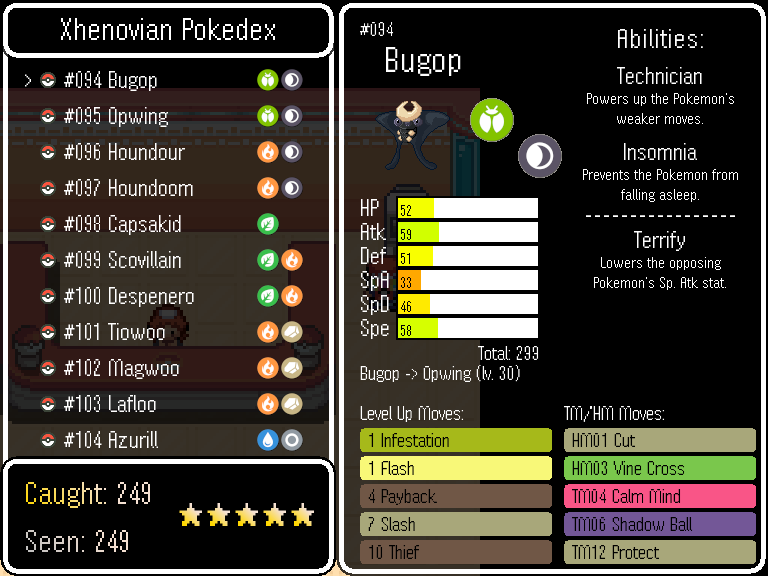 Xhenovian Pokedex
> #094 Bugop
#095 Opwing
#096 Houndour
#097 Houndoom
#098 Capsakid
#099 Scovillain
#100 Despenero
#101 Tiowoo
#102 Magwoo
#103 Lafloo
#104 Azurill
Caught: 249
Seen: 249
#094
Bugop
HP 52
Atk 59
Def 51
SpA 33
SpD 46
Spe 58
Total: 299
Bugop -> Opwing (lv. 30)
Abilities:
Technician
Powers up the Pokemon's
weaker moves.
Insomnia
Prevents the Pokemon from
falling asleep.
Terrify
Lowers the opposing
Pokemon's Sp. Atk stat.
Level Up Moves:
1 Infestation
1 Flash
4 Payback
7 Slash
10 Thief
TM/HM Moves:
HM01 Cut
HM03 Vine Cross
TM04 Calm Mind
TM06 Shadow Ball
TM12 Protect